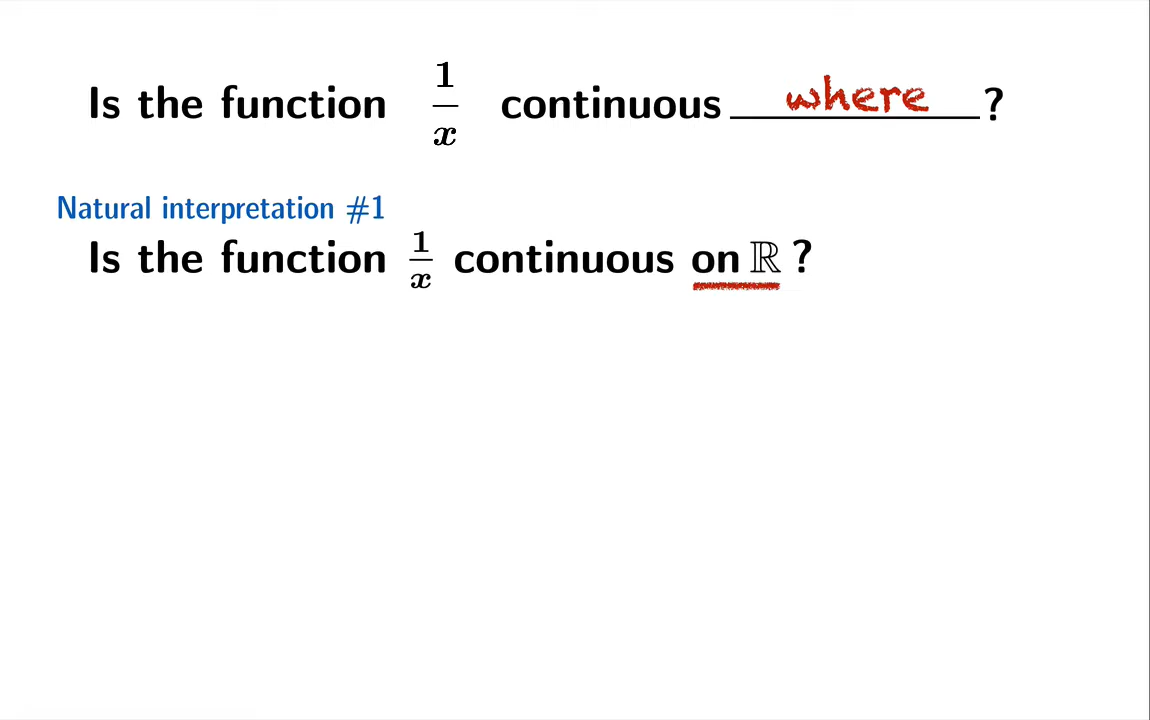 Is the function 1/x continuous where ?
Natural interpretation #1
Is the function 1/x continuous on ℝ ?